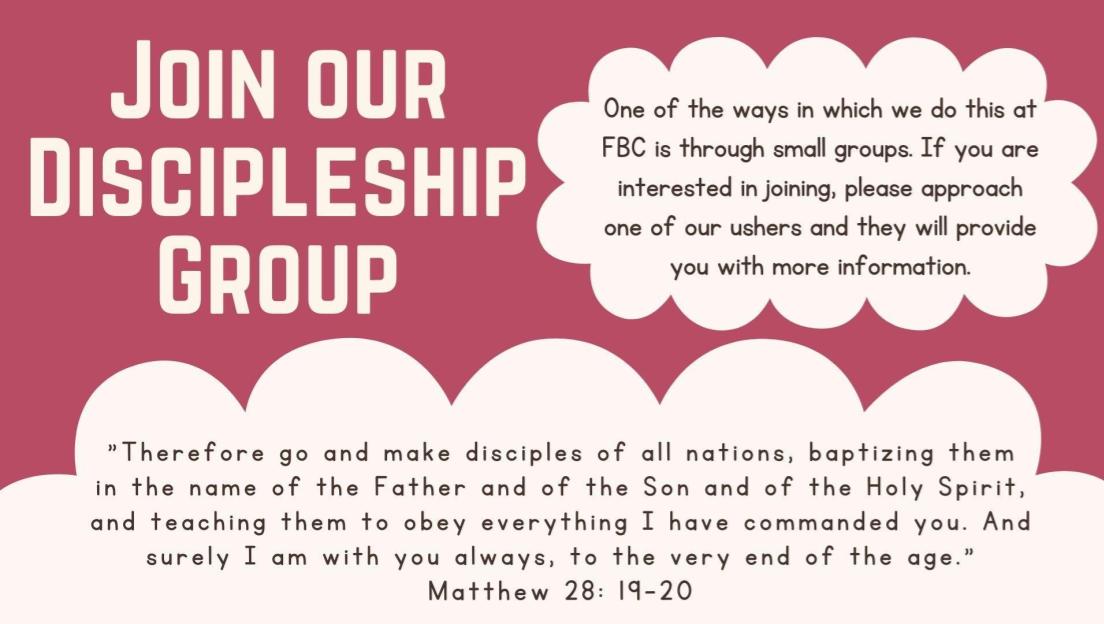 Join our
Discipleship
Group
One of the ways in which we do this at
FBC is through small groups. If you are
interested in joining, please approach
one of our ushers and they will provide
you with more information.
”Therefore go and make disciples of all nations, baptizing them
in the name of the Father and of the Son and of the Holy Spirit,
and teaching them to obey everything I have commanded you. And
surely I am with you always, to the very end of the age.”
Matthew 28: 19-20